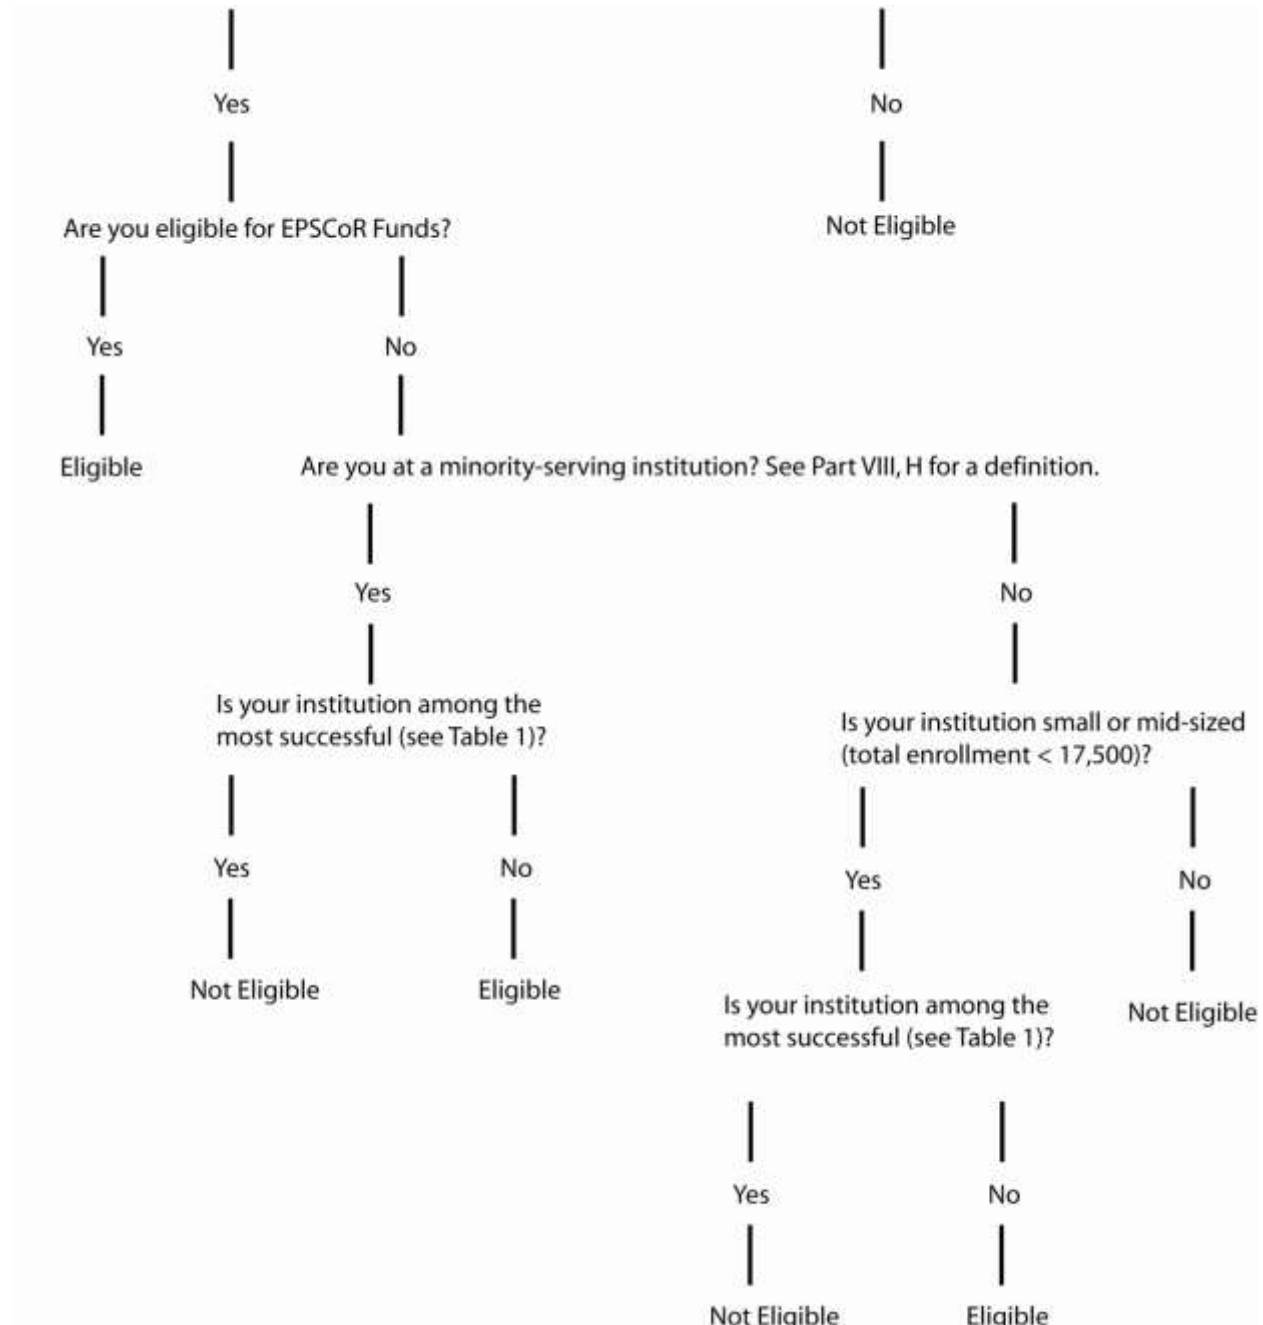 Yes
No
Are you eligible for EPSCoR Funds?
Not Eligible
Yes
No
Eligible
Are you at a minority-serving institution? See Part VIII, H for a definition.
Yes
No
Is your institution among the
most successful (see Table 1)?
Is your institution small or mid-sized
(total enrollment < 17,500)?
Yes
No
Yes
No
Not Eligible
Eligible
Is your institution among the
most successful (see Table 1)?
Not Eligible
Yes
No
Not Eligible
Eligible